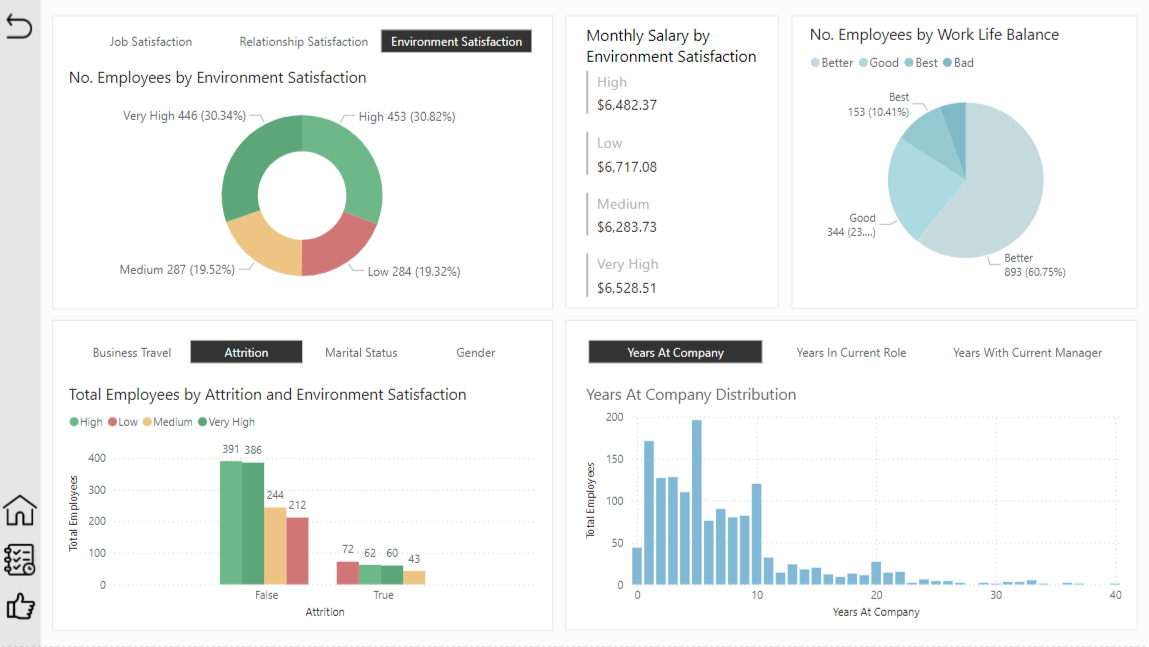 Job Satisfaction Relationship Satisfaction Environment Satisfaction
No. Employees by Environment Satisfaction
Very High 446 (30.34%)
High 453 (30.82%)
Medium 287 (19.52%)
Low 284 (19.32%)
Monthly Salary by
Environment Satisfaction
High
$6,482.37
Low
$6,717.08
Medium
$6,283.73
Very High
$6,528.51
No. Employees by Work Life Balance
Better Good Best Bad
Best
153 (10.41%)
Good
344 (23....)
Better
893 (60.75%)
Business Travel Attrition Marital Status Gender
Total Employees by Attrition and Environment Satisfaction
High Low Medium Very High
Total Employees
400
300
200
100
0
391 386
244
212
72 62 60 43
False True
Attrition
Years At Company Years In Current Role Years With Current Manager
Years At Company Distribution
Total Employees
200
150
100
50
0
0 10 20 30 40
Years At Company